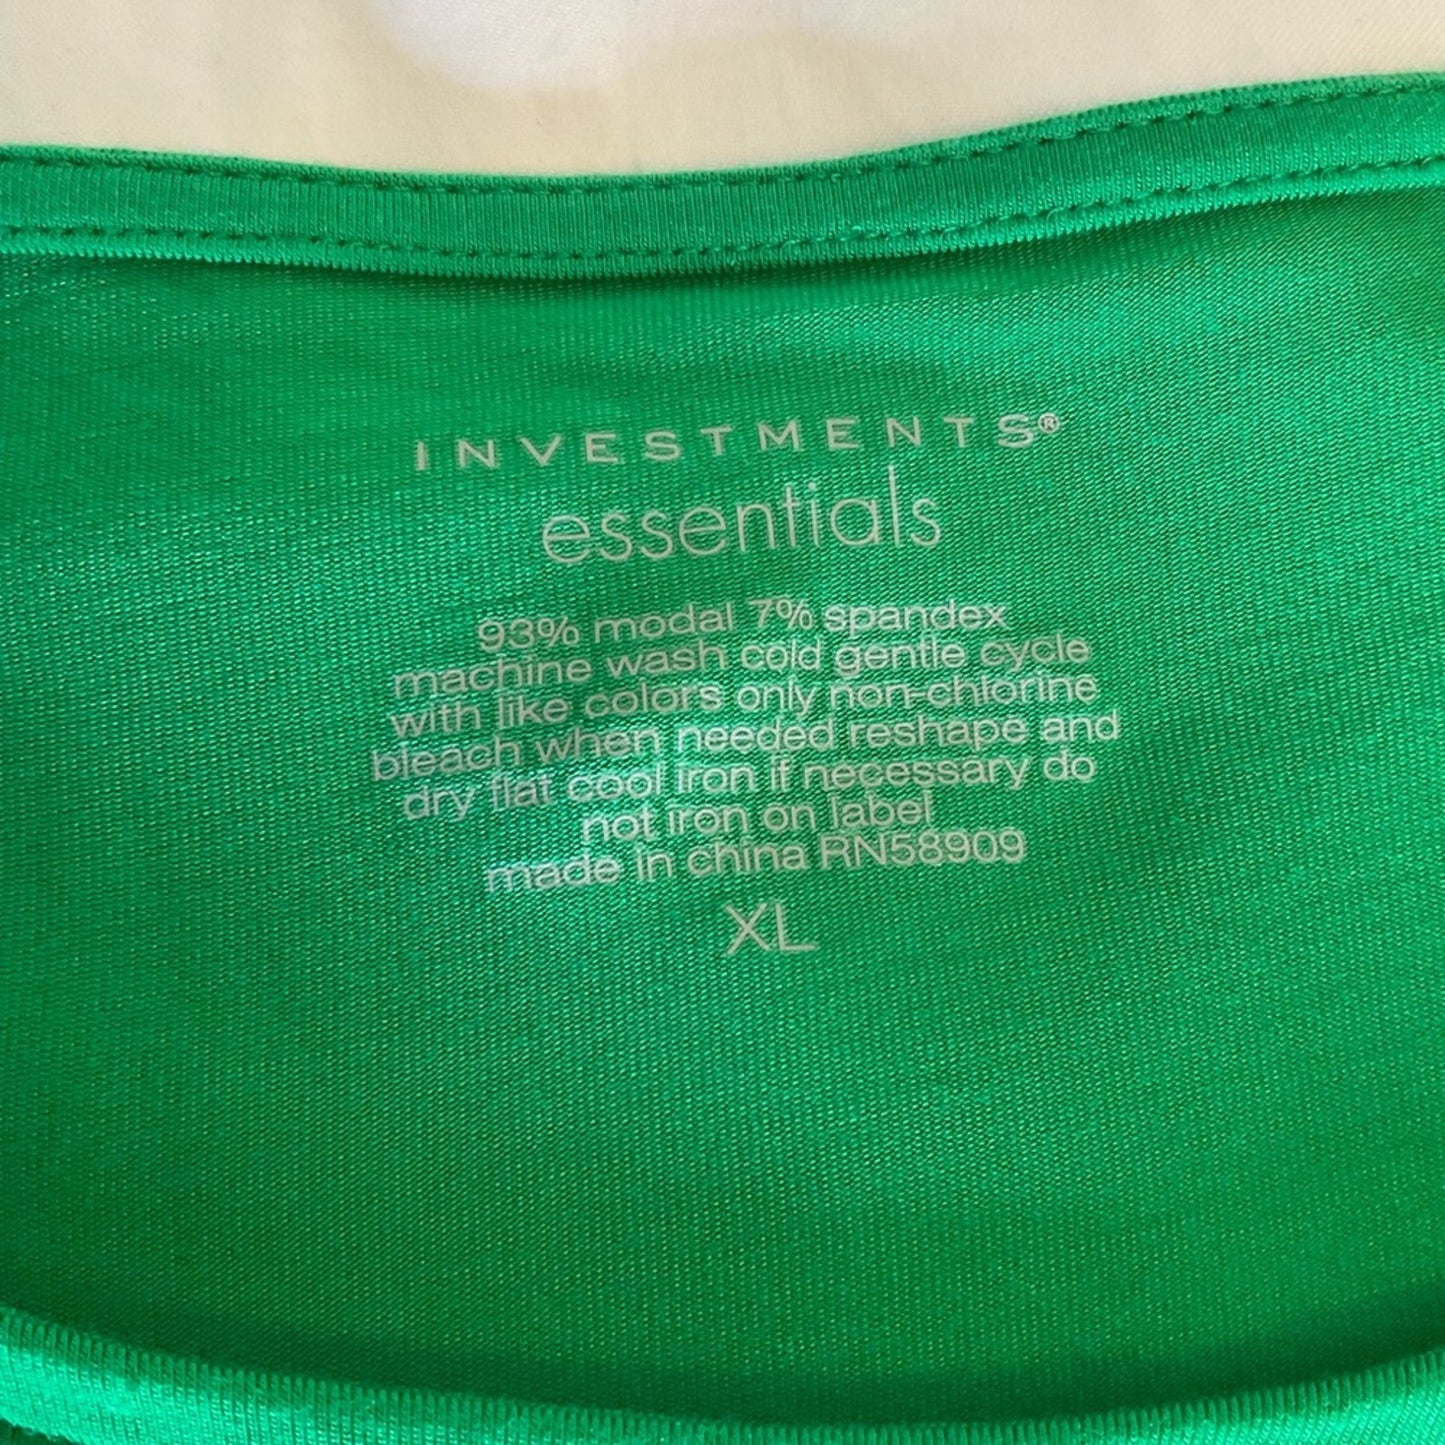 INVESTMENTS®
essentials
93% modal 7% spandex
machine wash cold gentle cycle
with like colors only non-chlorine
bleach when needed reshape and
dry flat cool iron if necessary do
not iron on label
made in china RN58909
XL